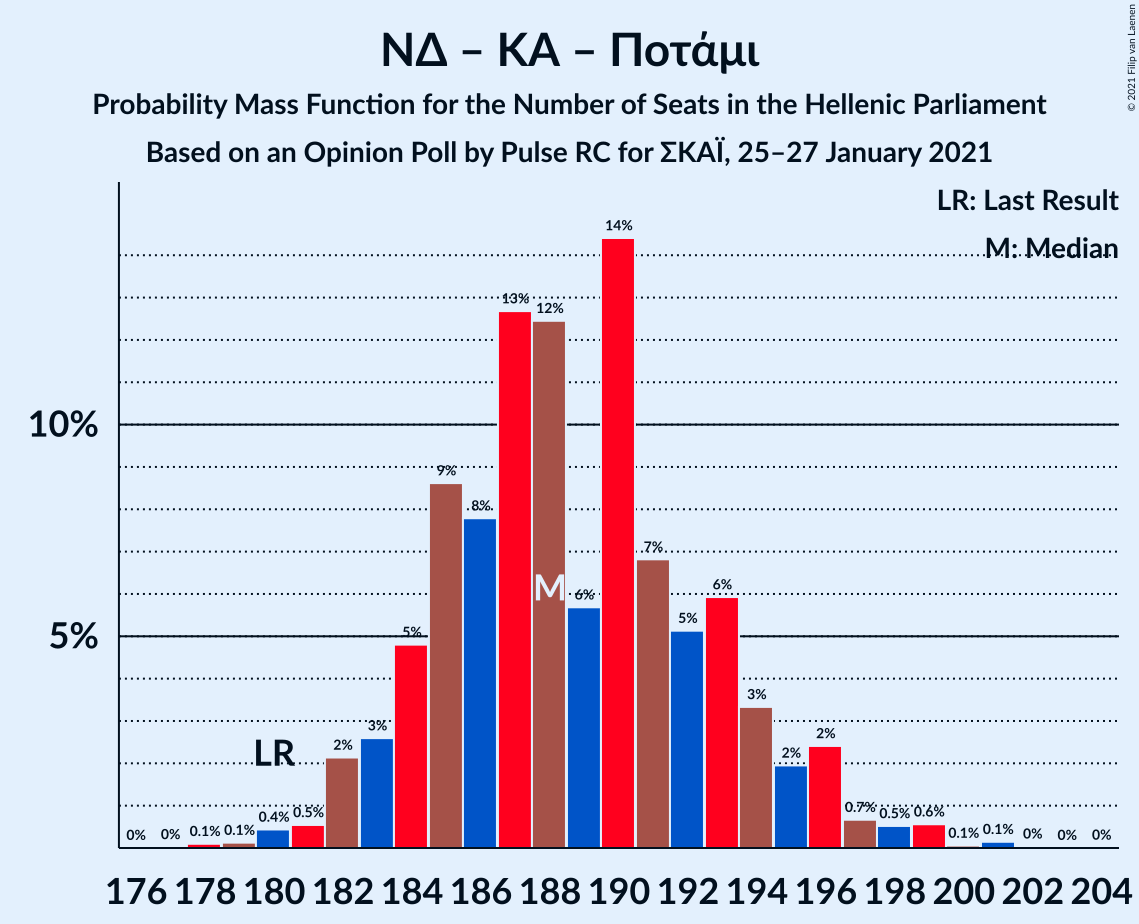 ΝΔ – ΚΑ – Ποτάμι
Probability Mass Function for the Number of Seats in the Hellenic Parliament
Based on an Opinion Poll by Pulse RC for ΣΚΑΪ, 25–27 January 2021
© 2021 Filip van Laenen
LR: Last Result
M: Median
10%
5%
0% 0% 0.1% 0.1% 0.4% 0.5% 2% 3% 5% 9% 8% 13% 12% 6% 14% 7% 5% 6% 3% 2% 2% 0.7% 0.5% 0.6% 0.1% 0.1% 0% 0% 0%
LR
M
176 178 180 182 184 186 188 190 192 194 196 198 200 202 204